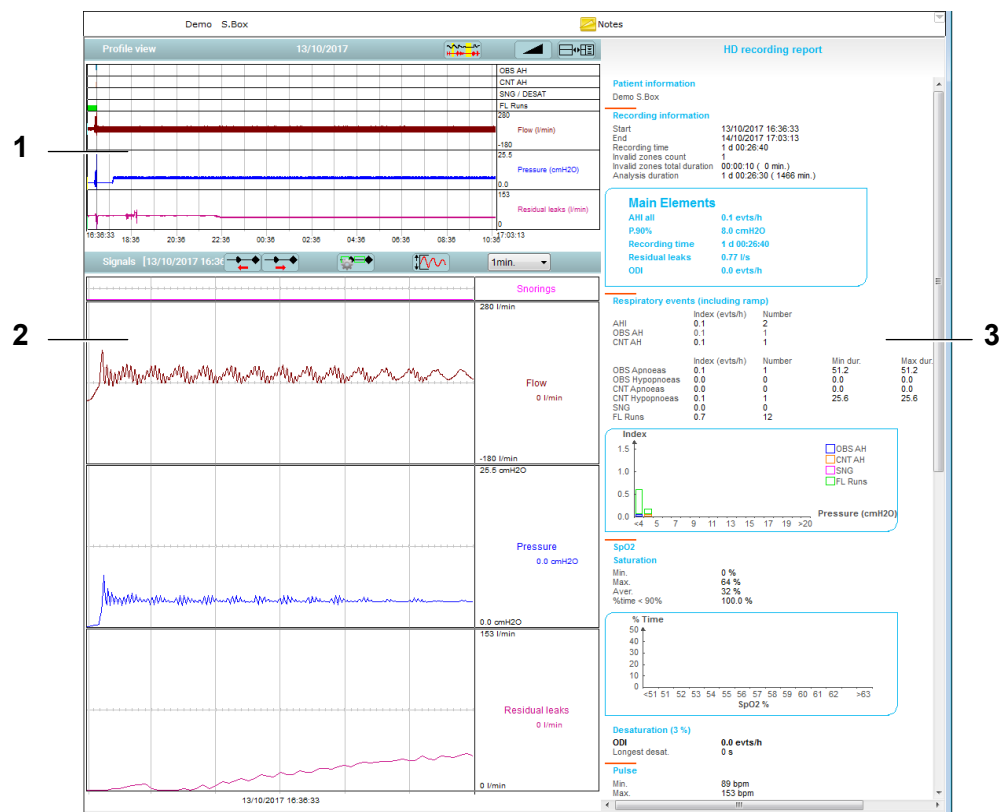 Demo S.Box
Notes
Profile view 13/10/2017
OBS AH
CNT AH
SNG / DESAT
FL Runs
280
Flow (l/min)
-180
25.5
Pressure (cmH2O)
0.0
153
Residual leaks (l/min)
0
16:36:33 18:36 20:36 22:36 00:36 02:36 04:36 06:36 08:36 10:36 17:03:13
1
Signals [13/10/2017 16:36
1min.
Snorings
280 l/min
Flow
0 l/min
-180 l/min
25.5 cmH2O
Pressure
0.0 cmH2O
0.0 cmH2O
153 l/min
Residual leaks
0 l/min
0 l/min
13/10/2017 16:36:33
2
HD recording report
Patient information
Demo S.Box
Recording information
Start 13/10/2017 16:36:33
End 14/10/2017 17:03:13
Recording time 1 d 00:26:40
Invalid zones count 1
Invalid zones total duration 00:00:10 ( 0 min.)
Analysis duration 1 d 00:26:30 ( 1466 min.)
Main Elements
AHI all 0.1 evts/h
P.90% 8.0 cmH2O
Recording time 1 d 00:26:40
Residual leaks 0.77 l/s
ODI 0.0 evts/h
Respiratory events (including ramp)
Index (evts/h) Number
AHI 0.1 2
OBS AH 0.1 1
CNT AH 0.1 1
Index (evts/h) Number Min dur. Max dur.
OBS Apnoeas 0.1 1 51.2 51.2
OBS Hypopnoeas 0.0 0 0.0 0.0
CNT Apnoeas 0.0 0 0.0 0.0
CNT Hypopnoeas 0.1 1 25.6 25.6
SNG 0.0 0
FL Runs 0.7 12
Index
1.5
1.0
0.5
0.0
<4 5 7 9 11 13 15 17 19 >20
Pressure (cmH2O)
OBS AH
CNT AH
SNG
FL Runs
SpO2
Saturation
Min. 0 %
Max. 64 %
Aver. 32 %
%time < 90% 100.0 %
% Time
50
40
30
20
10
0
<51 51 52 53 54 55 56 57 58 59 60 61 62 >63
SpO2 %
Desaturation (3 %)
ODI 0.0 evts/h
Longest desat. 0 s
Pulse
Min. 89 bpm
Max. 153 bpm
3